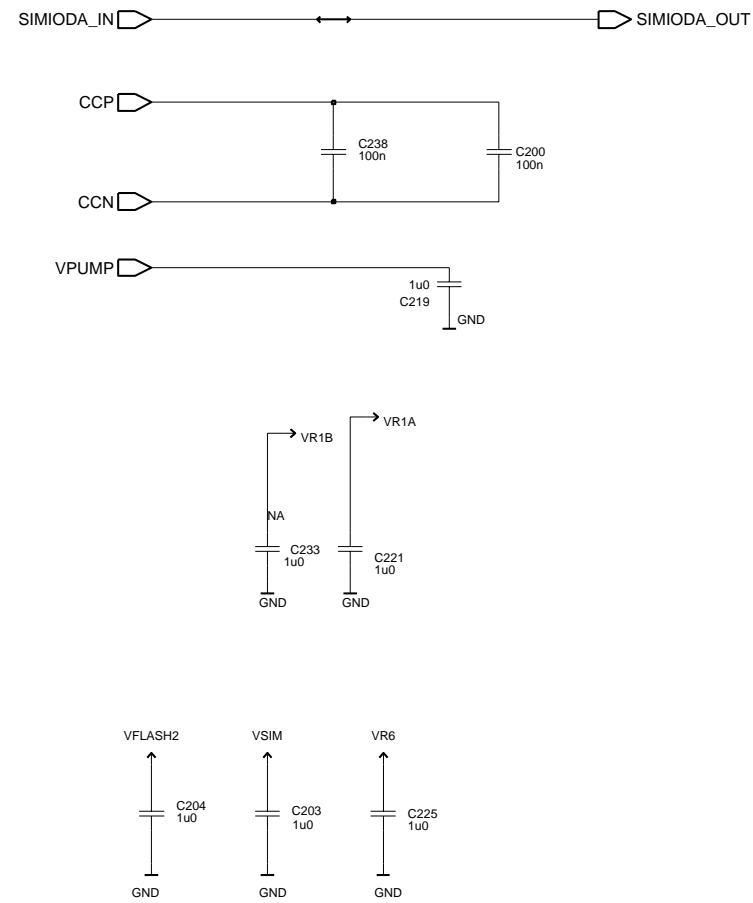 SIMIODA_IN
SIMIODA_OUT
CCP
C238
100n
C200
100n
CCN
VPUMP
1u0
C219
GND
VR1A
VR1B
NA
C233
1u0
C221
1u0
GND
GND
VFLASH2
VSIM
VR6
C204
1u0
C203
1u0
C225
1u0
GND
GND
GND